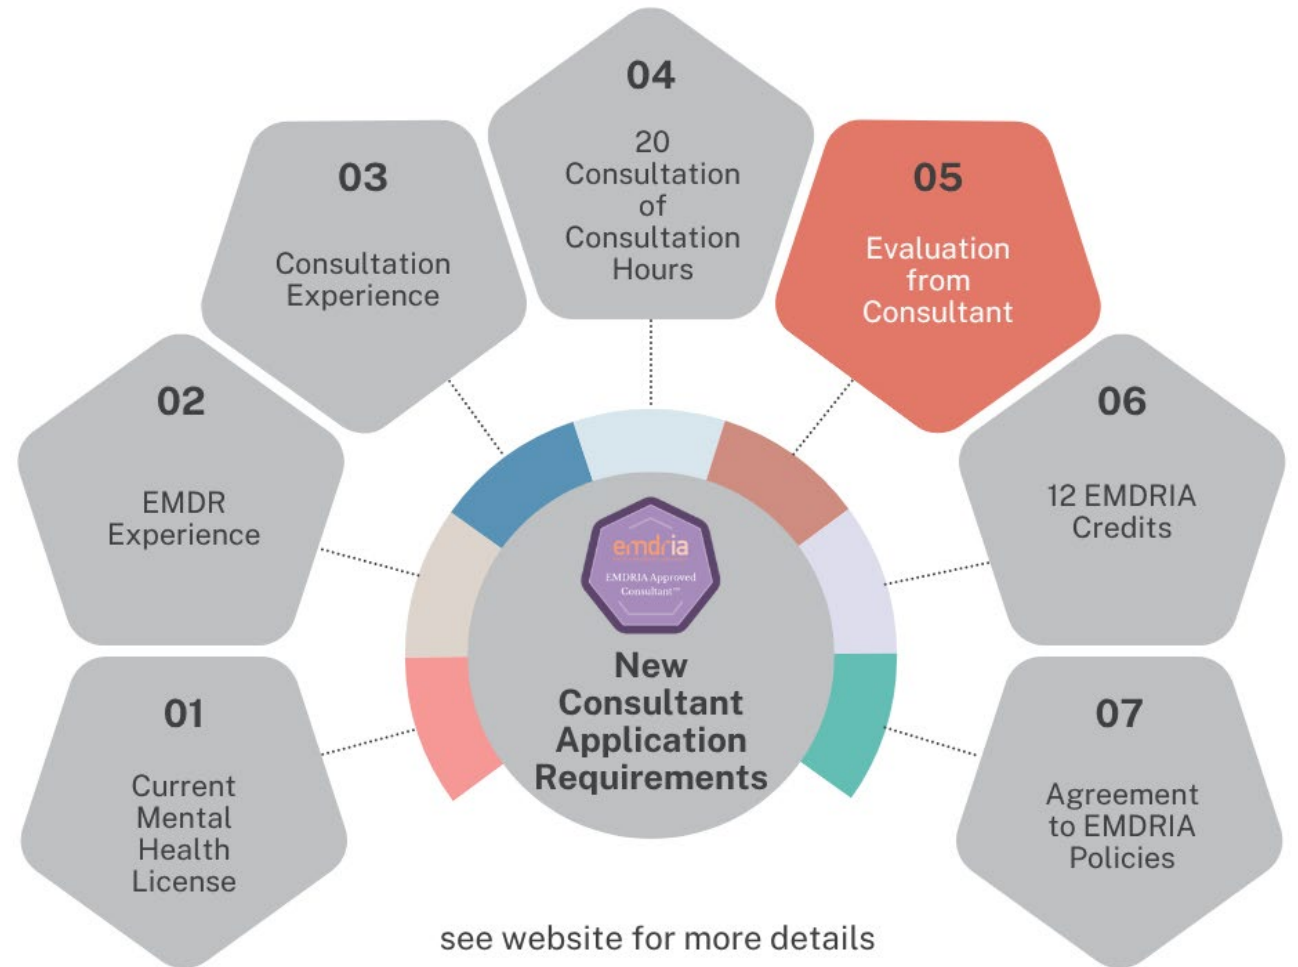 04
20
Consultation
of
Consultation
Hours
03
Consultation
Experience
05
Evaluation
from
Consultant
02
EMDR
Experience
06
12 EMDRIA
Credits
01
Current
Mental
Health
License
07
Agreement
to EMDRIA
Policies
emdria
EMDRIA Approved
Consultant™
New
Consultant
Application
Requirements
see website for more details